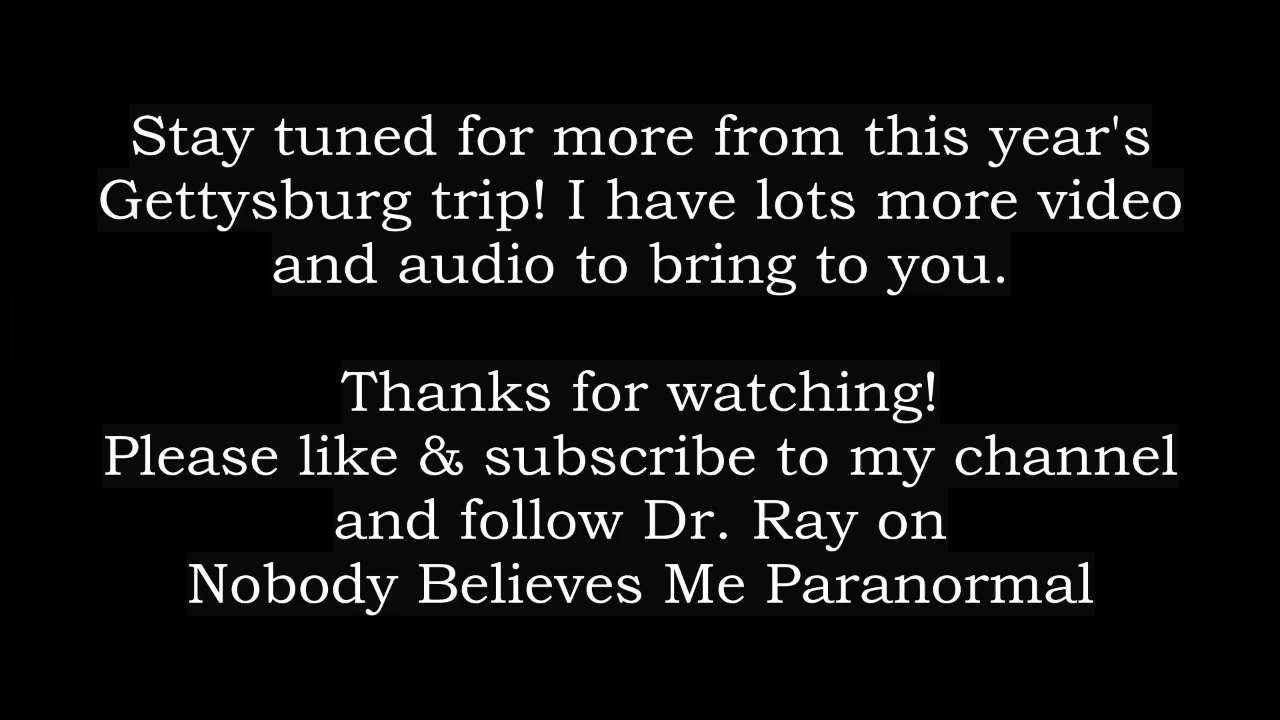 Stay tuned for more from this year's
Gettysburg trip! I have lots more video
and audio to bring to you.
Thanks for watching!
Please like & subscribe to my channel
and follow Dr. Ray on
Nobody Believes Me Paranormal